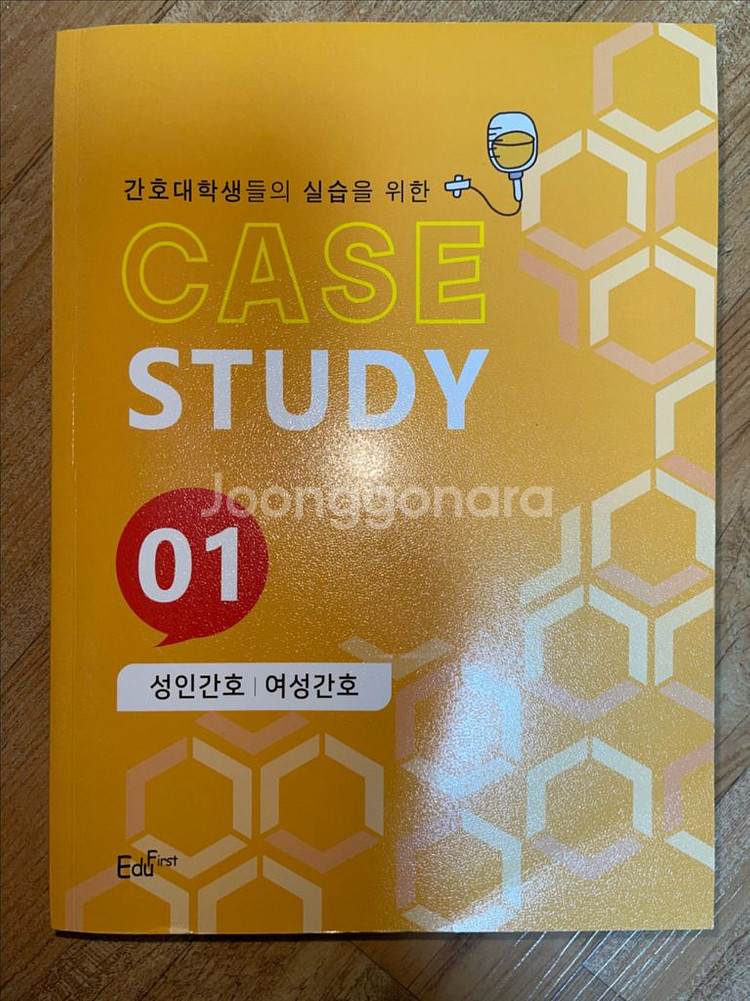 간호대학생들의 실습을 위한
CASE
STUDY
Joonggonara
01
성인간호 | 여성간호
EduFirst